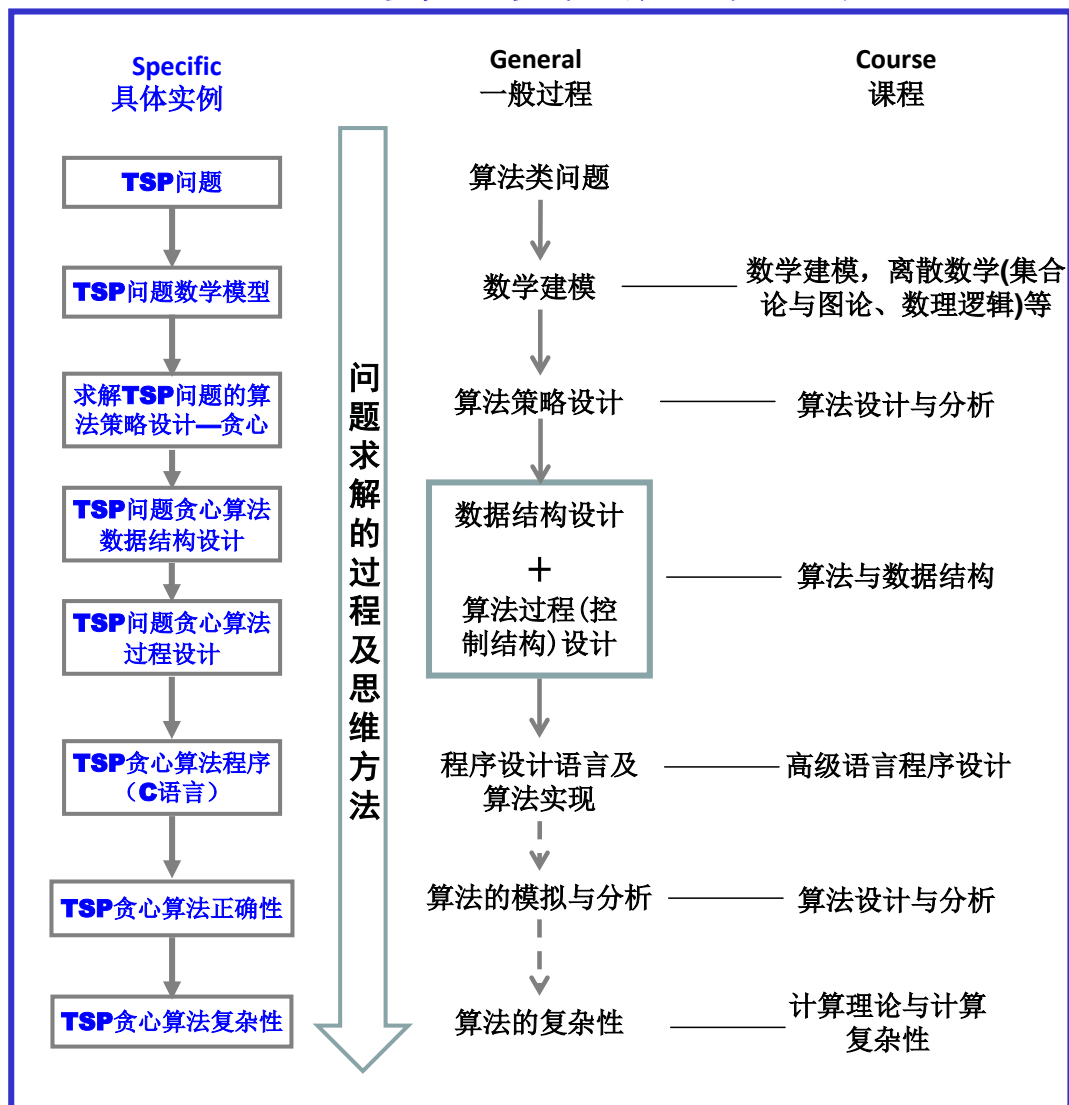 Specific
具体实例
General
一般过程
Course
课程
TSP问题
TSP问题数学模型
求解TSP问题的算
法策略设计—贪心
TSP问题贪心算法
数据结构设计
TSP问题贪心算法
过程设计
TSP贪心算法程序
（C语言）
TSP贪心算法正确性
TSP贪心算法复杂性
问题求解的过程及思维方法
算法类问题
数学建模
算法策略设计
数据结构设计
＋
算法过程(控
制结构)设计
程序设计语言及
算法实现
算法的模拟与分析
算法的复杂性
数学建模，离散数学(集合
论与图论、数理逻辑)等
算法设计与分析
算法与数据结构
高级语言程序设计
算法设计与分析
计算理论与计算
复杂性